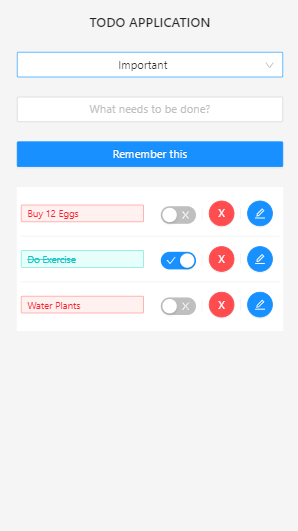 TODO APPLICATION
Important
What needs to be done?
Remember this
Buy 12 Eggs
X
Do Exercise
X
Water Plants
X